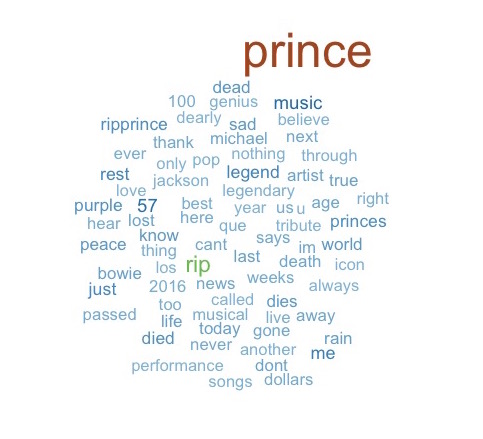 prince
dead
100 genius music
ripprince dearly sad believe
thank michael next
ever only pop nothing through
rest jackson legend artist true
love legendary
purple 57 best year us u age right
hear lost here que tribute princes
peace know cant says im world
thing
los rip last death icon
bowie news weeks
just 2016 always
too called dies
passed life musical live away
died today gone rain
never another me
performance dont
songs dollars